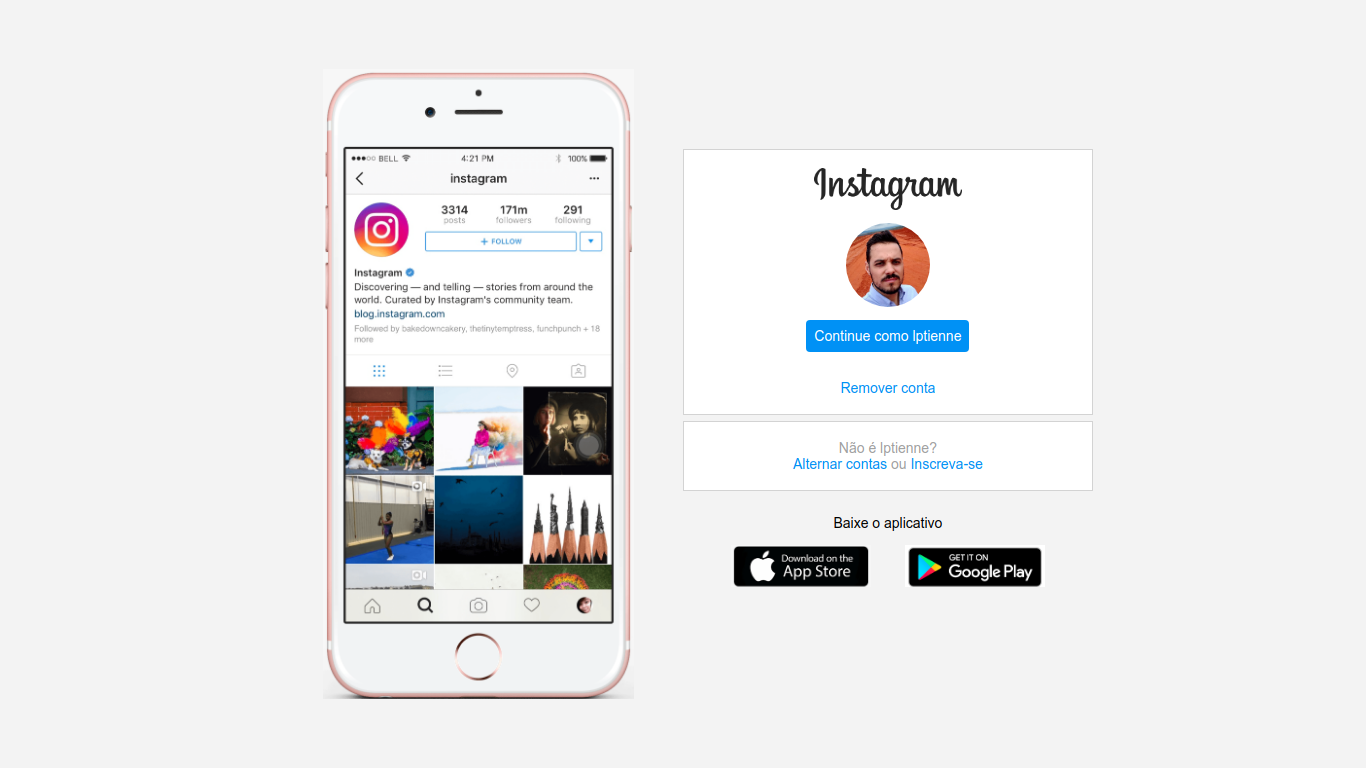 BELL
4:21 PM
100%
instagram
3314
171m
291
posts
followers
following
+ FOLLOW
Instagram
Discovering — and telling — stories from around the
world. Curated by Instagram's community team.
blog.instagram.com
Followed by bakedowncakery, thetinytemptress, funchpunch + 18
more
Instagram
Continue como lptienne
Remover conta
Não é lptienne?
Alternar contas ou Inscreva-se
Baixe o aplicativo
Download on the
App Store
GET IT ON
Google Play